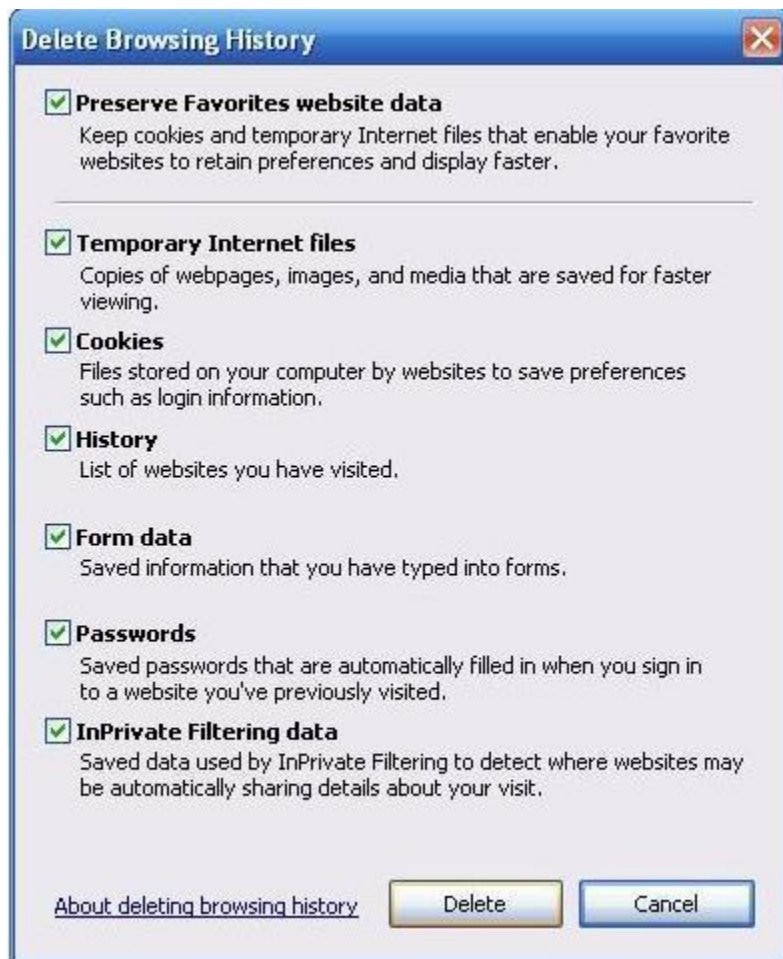 Delete Browsing History
Preserve Favorites website data
Keep cookies and temporary Internet files that enable your favorite
websites to retain preferences and display faster.
Temporary Internet files
Copies of webpages, images, and media that are saved for faster
viewing.
Cookies
Files stored on your computer by websites to save preferences
such as login information.
History
List of websites you have visited.
Form data
Saved information that you have typed into forms.
Passwords
Saved passwords that are automatically filled in when you sign in
to a website you've previously visited.
InPrivate Filtering data
Saved data used by InPrivate Filtering to detect where websites may
be automatically sharing details about your visit.
About deleting browsing history Delete Cancel